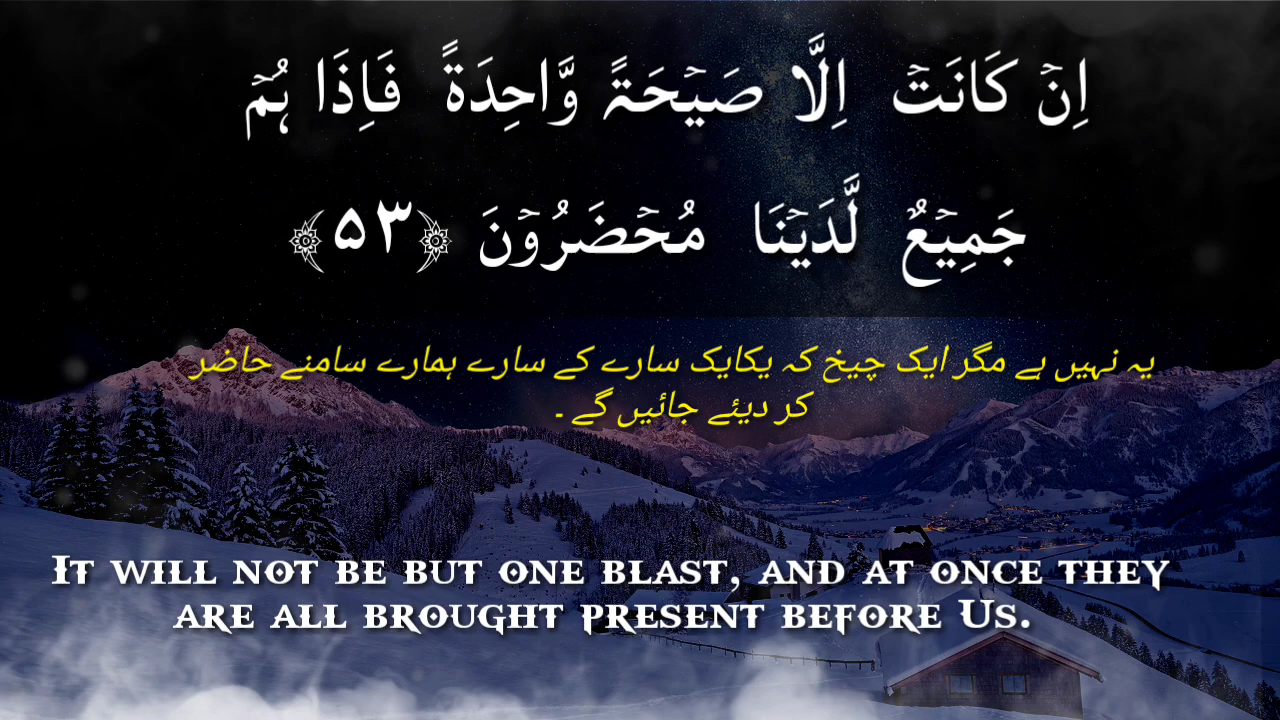 اِنۡ کَانَتۡ اِلَّا صَیۡحَۃً وَّاحِدَۃً فَاِذَا ہُمۡ
جَمِیۡعٌ لَّدَیۡنَا مُحۡضَرُوۡنَ ﴿۵۳﴾
یہ نہیں ہے مگر ایک چیخ کہ یکایک سارے کے سارے ہمارے سامنے حاضر
کر دیئے جائیں گے ۔
It will not be but one blast, and at once they
are all brought present before Us.